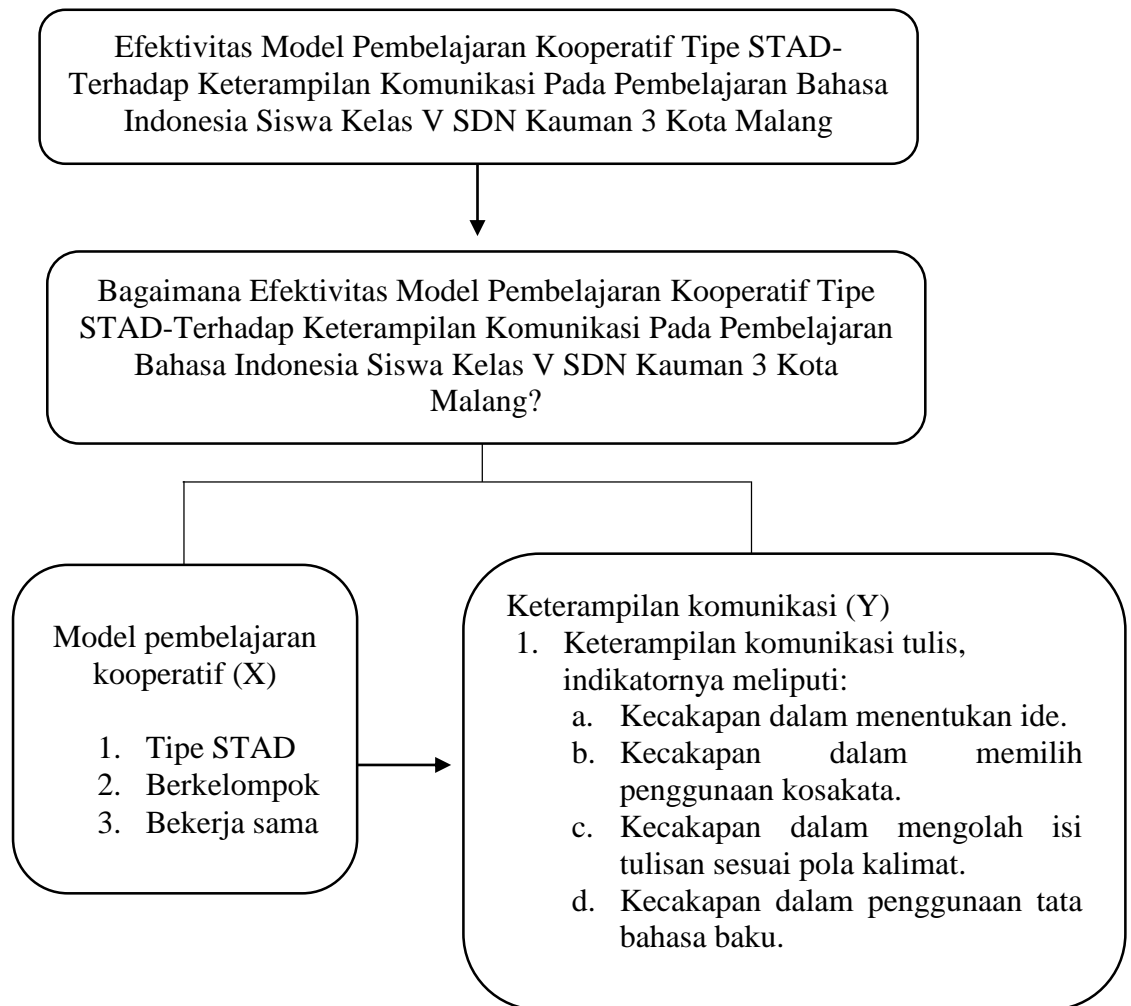 Efektivitas Model Pembelajaran Kooperatif Tipe STAD-
Terhadap Keterampilan Komunikasi Pada Pembelajaran Bahasa
Indonesia Siswa Kelas V SDN Kauman 3 Kota Malang
Bagaimana Efektivitas Model Pembelajaran Kooperatif Tipe
STAD-Terhadap Keterampilan Komunikasi Pada Pembelajaran
Bahasa Indonesia Siswa Kelas V SDN Kauman 3 Kota
Malang?
Model pembelajaran
kooperatif (X)
1. Tipe STAD
2. Berkelompok
3. Bekerja sama
Keterampilan komunikasi (Y)
1. Keterampilan komunikasi tulis,
indikatornya meliputi:
a. Kecakapan dalam menentukan ide.
b. Kecakapan dalam memilih
penggunaan kosakata.
c. Kecakapan dalam mengolah isi
tulisan sesuai pola kalimat.
d. Kecakapan dalam penggunaan tata
bahasa baku.